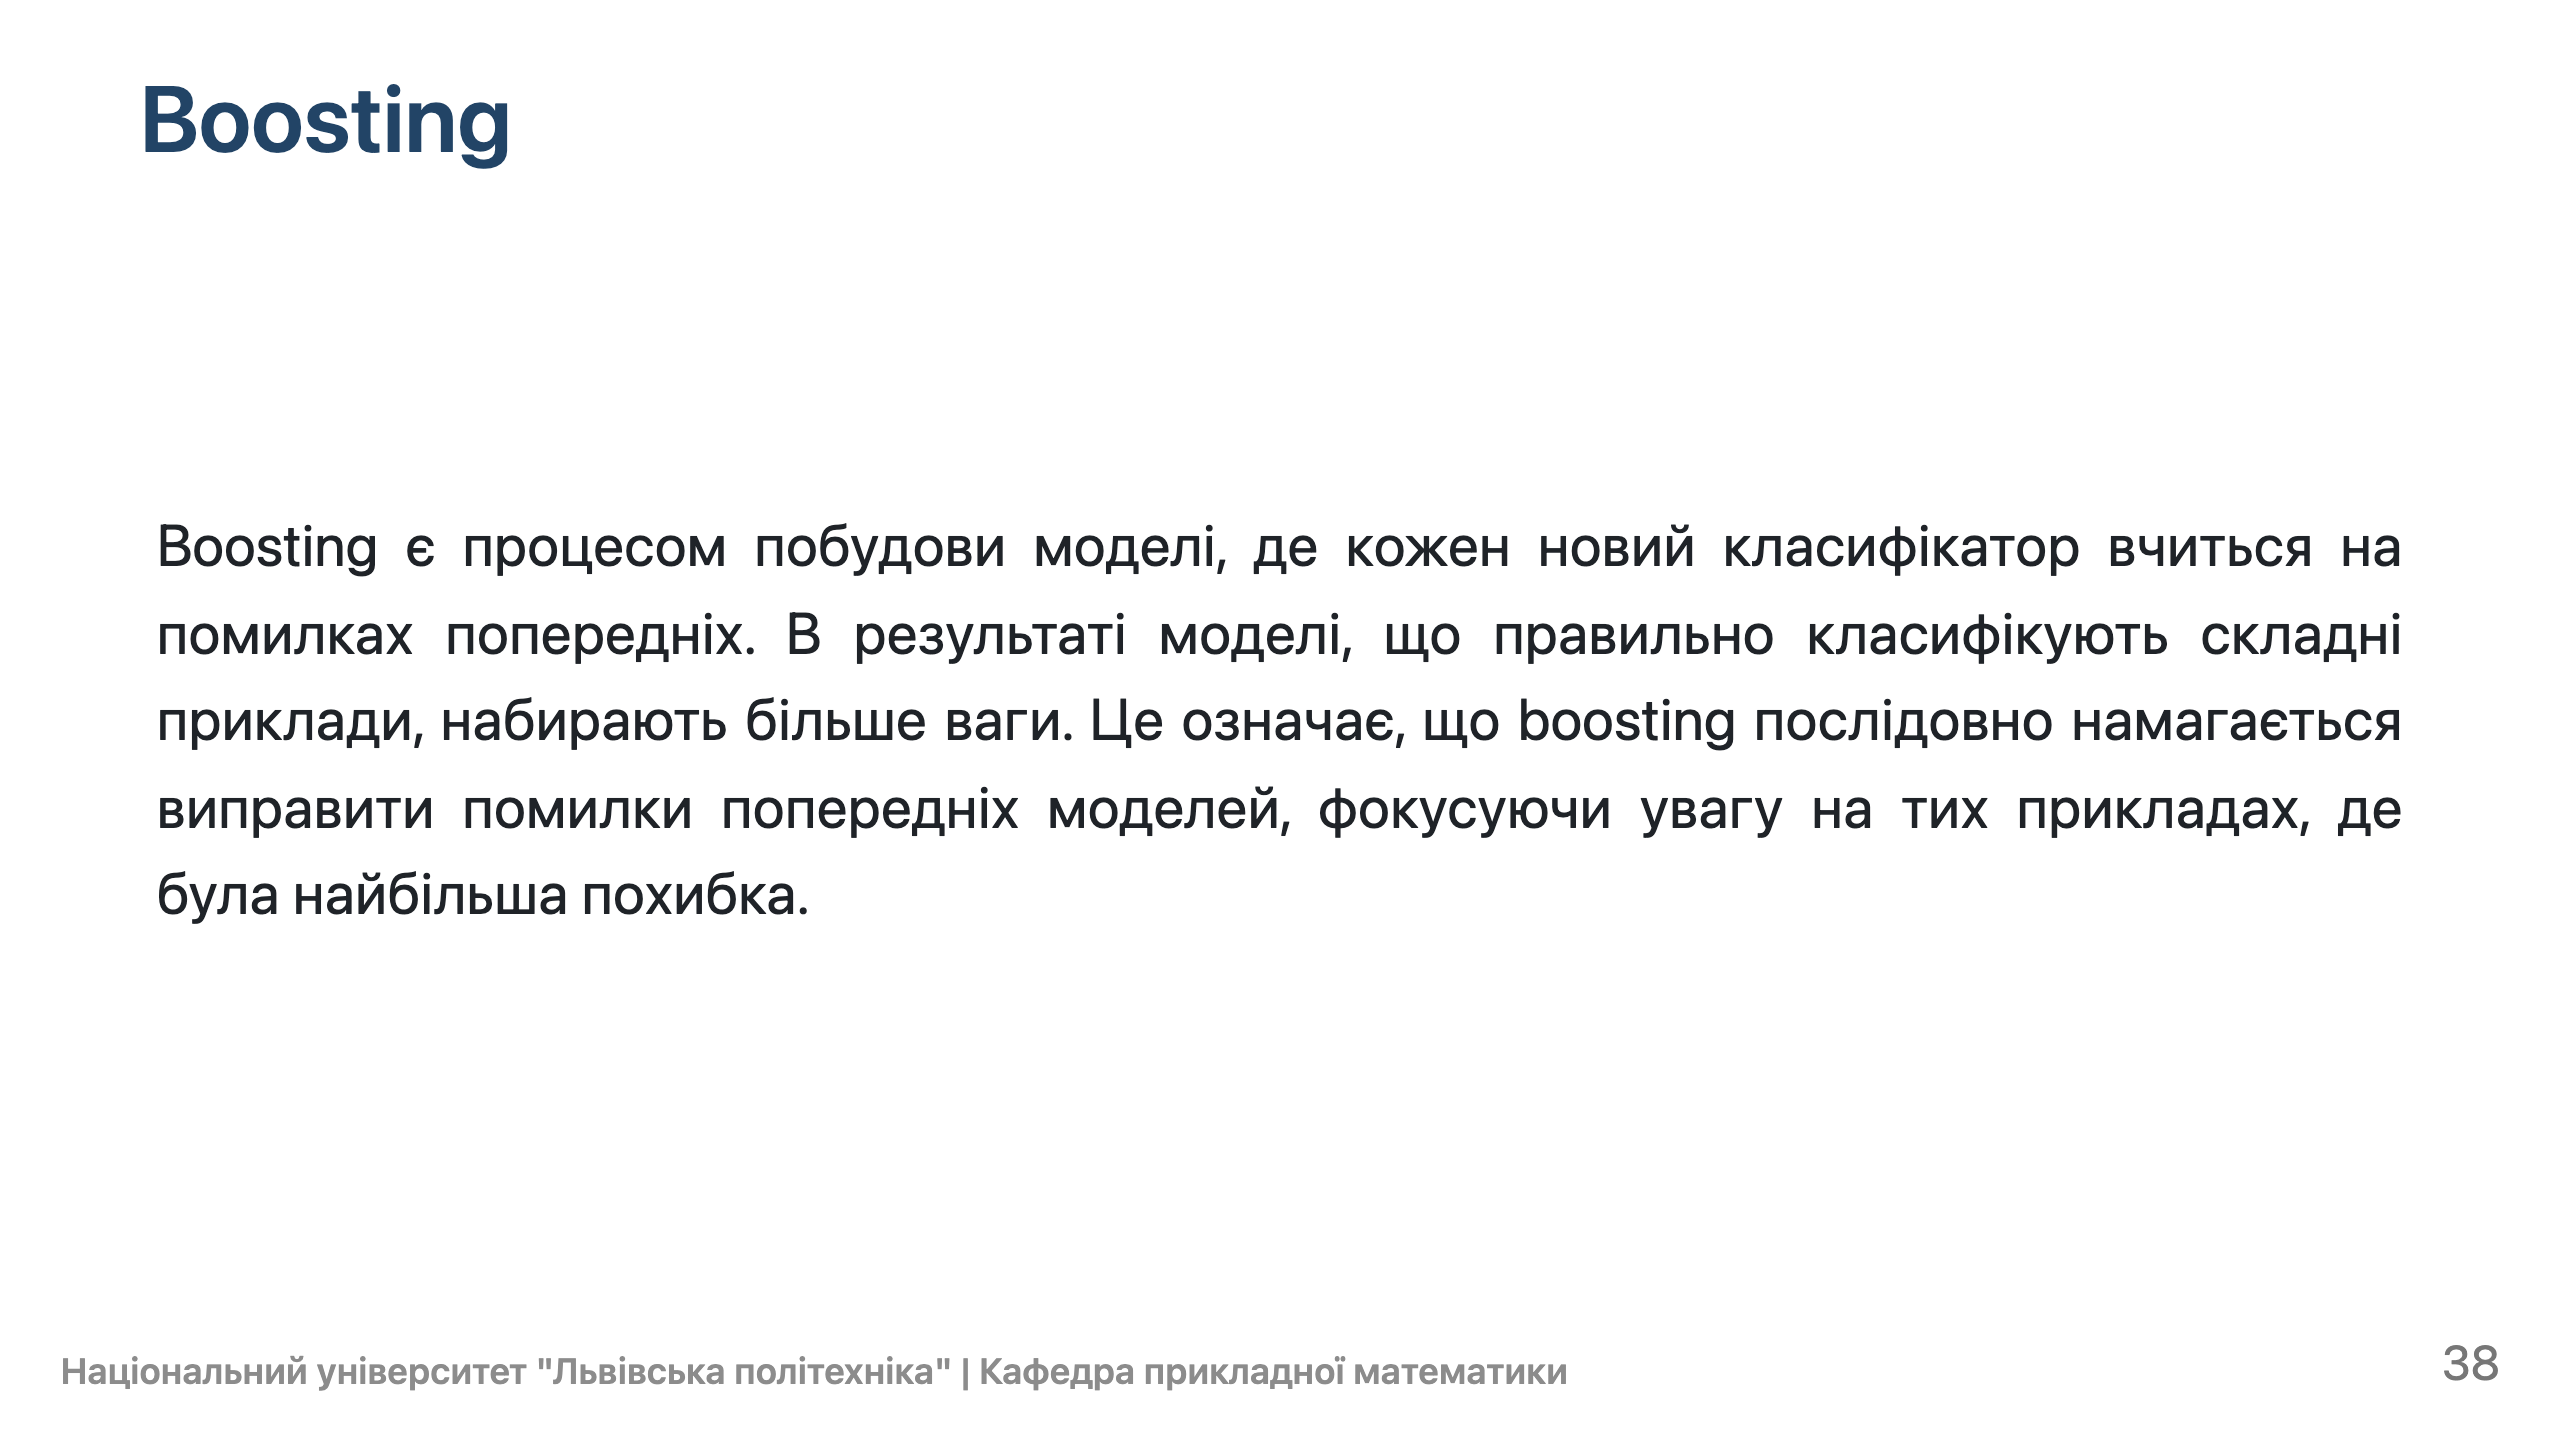 Boosting
Boosting є процесом побудови моделі, де кожен новий класифікатор вчиться на
помилках попередніх. В результаті моделі, що правильно класифікують складні
приклади, набирають більше ваги. Це означає, що boosting послідовно намагається
виправити помилки попередніх моделей, фокусуючи увагу на тих прикладах, де
була найбільша похибка.
Національний університет "Львівська політехніка" | Кафедра прикладної математики
38